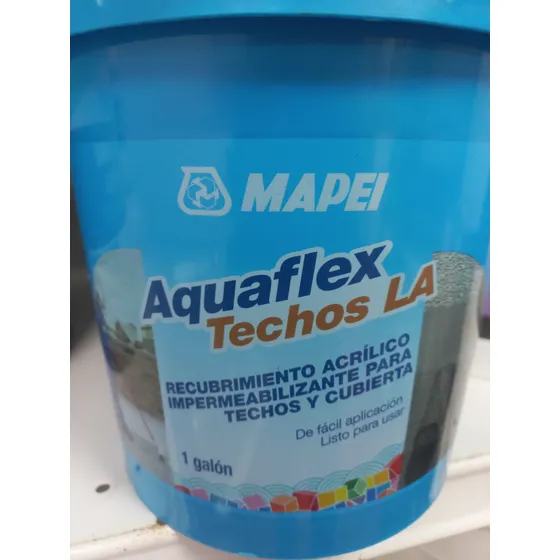 MAPEI
Aquaflex
Techos LA
RECUBRIMIENTO ACRÍLICO
IMPERMEABILIZANTE PARA
TECHOS Y CUBIERTA
De fácil aplicación
Listo para usar
1 galón